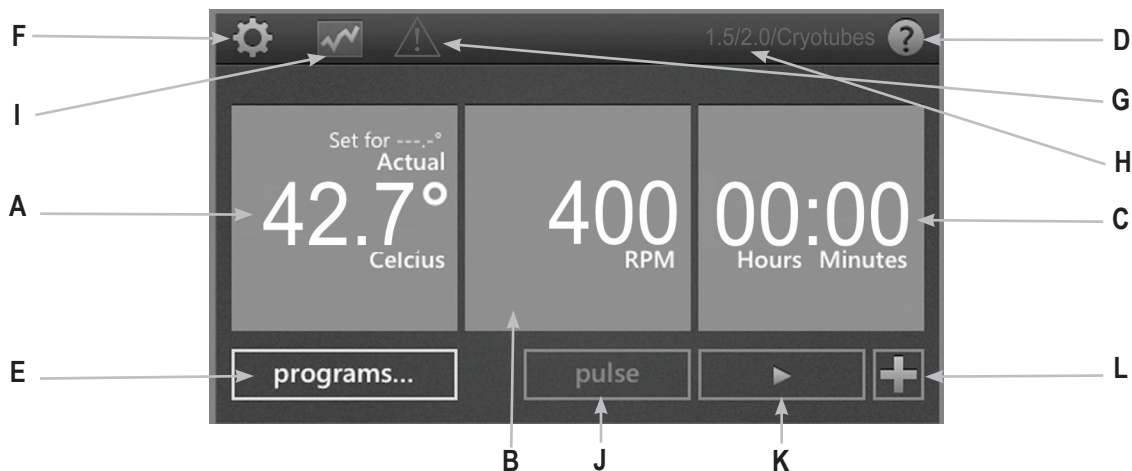 F
I
A
E
1.5/2.0/Cryotubes ?
Set for ---.-°
Actual
42.7°
Celcius
400
RPM
00:00
Hours Minutes
programs...
pulse
D
G
H
C
L
B
J
K